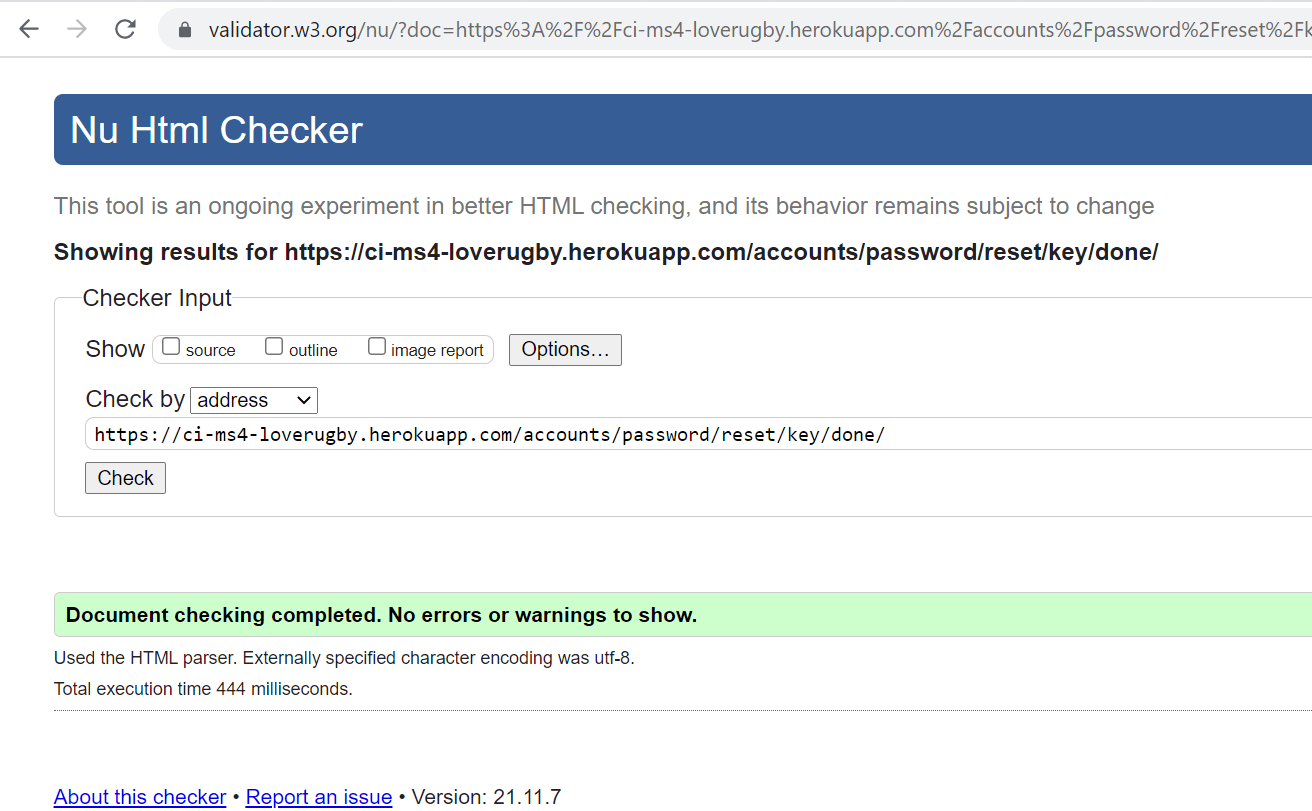 validator.w3.org/nu/?doc=https%3A%2F%2Fci-ms4-loverugby.herokuapp.com%2Faccounts%2Fpassword%2Freset%2Fk
Nu Html Checker
This tool is an ongoing experiment in better HTML checking, and its behavior remains subject to change
Showing results for https://ci-ms4-loverugby.herokuapp.com/accounts/password/reset/key/done/
Checker Input
Show source outline image report Options...
Check by address
https://ci-ms4-loverugby.herokuapp.com/accounts/password/reset/key/done/
Check
Document checking completed. No errors or warnings to show.
Used the HTML parser. Externally specified character encoding was utf-8.
Total execution time 444 milliseconds.
About this checker • Report an issue • Version: 21.11.7